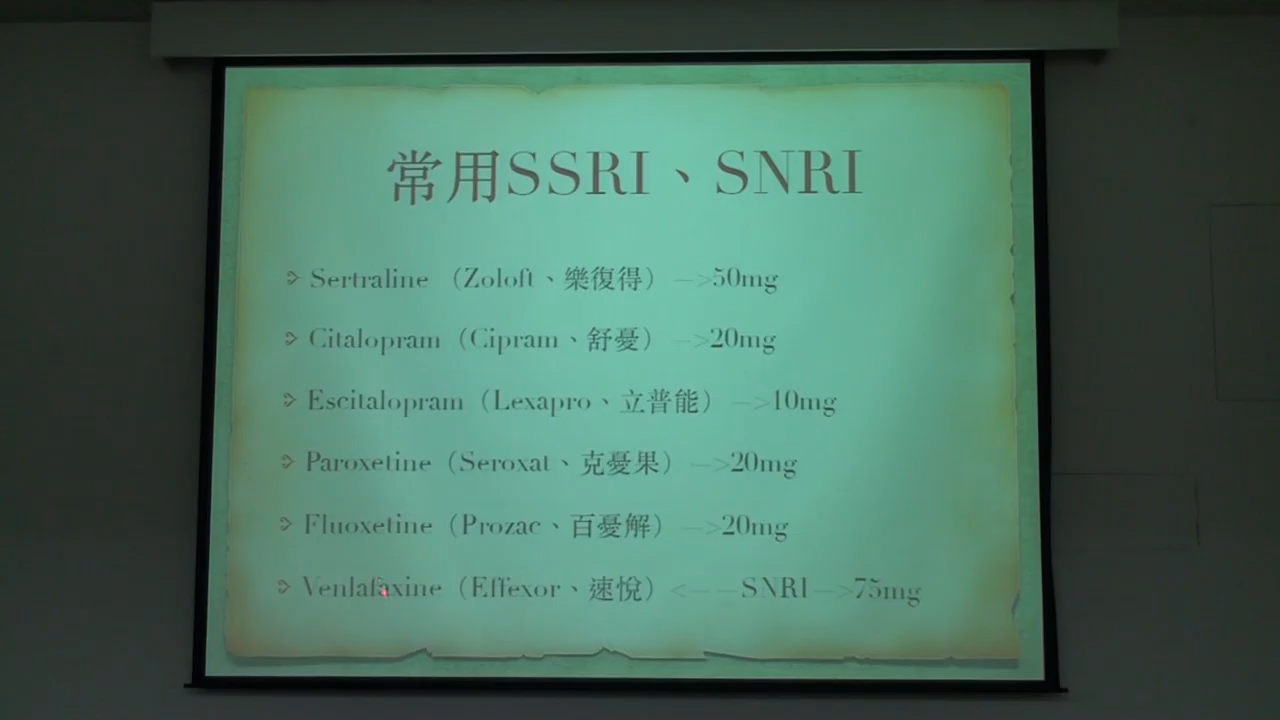 常用SSRI、SNRI
Sertraline （Zoloft、樂復得） —>50mg
Citalopram（Cipram、舒憂） —>20mg
Escitalopram（Lexapro、立普能） —>10mg
Paroxetine（Seroxat、克憂果） —>20mg
Fluoxetine（Prozac、百憂解） —>20mg
Venlafaxine（Effexor、速悅）<——SNRI—>75mg